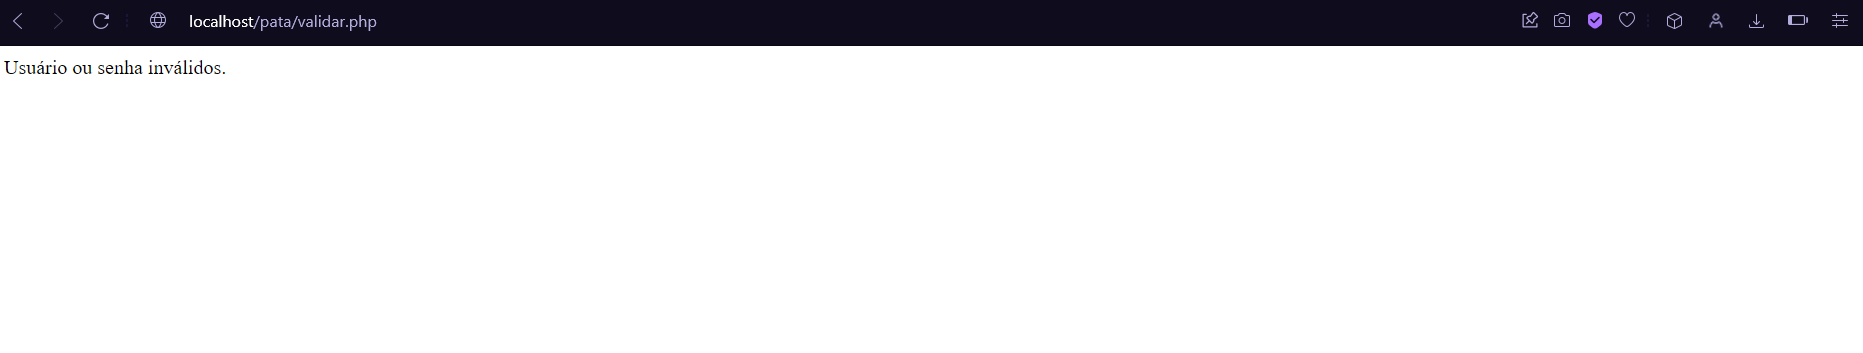 localhost/pata/validar.php
Usuário ou senha inválidos.